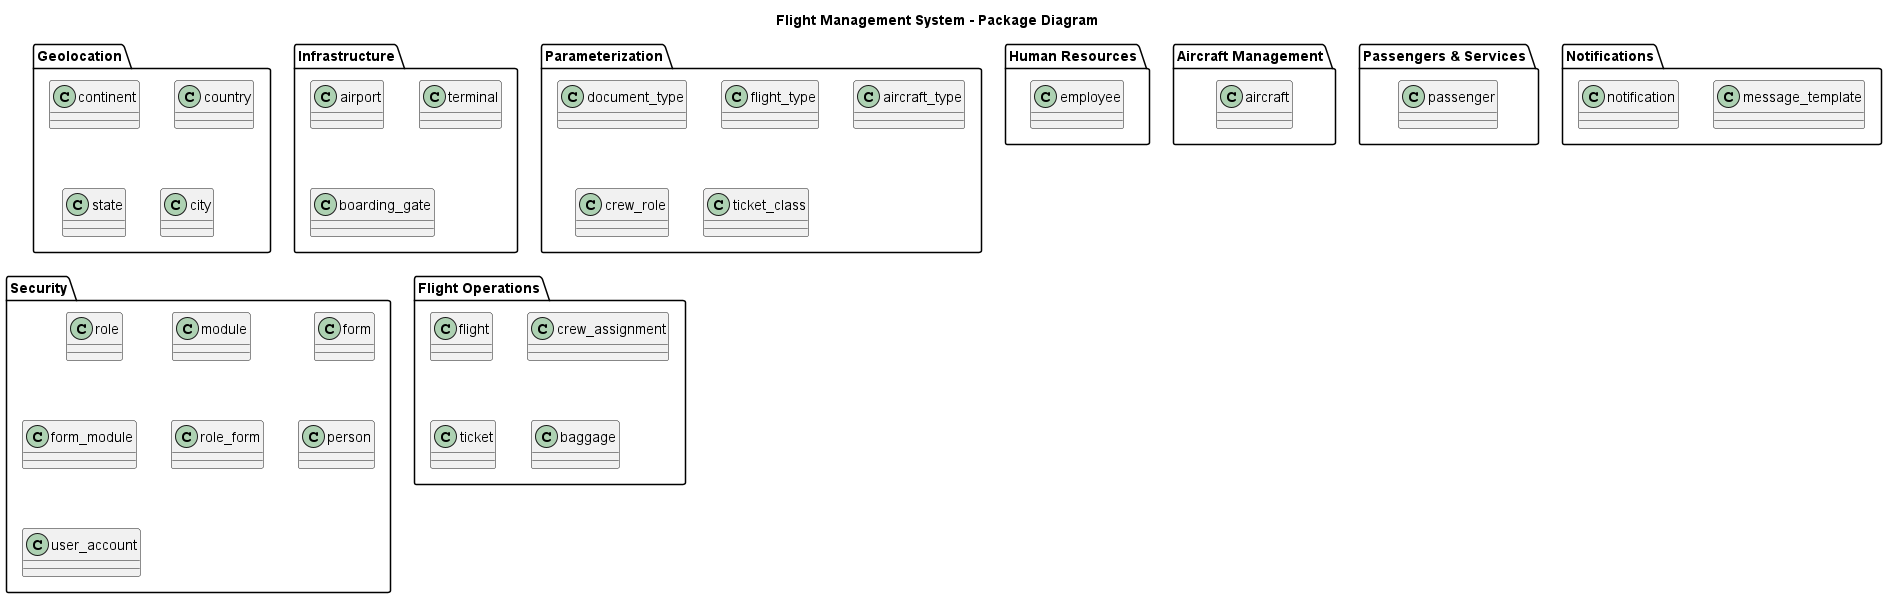 Flight Management System - Package Diagram
Geolocation
C continent
C country
C state
C city
Infrastructure
C airport
C terminal
C boarding_gate
Parameterization
C document_type
C flight_type
C aircraft_type
C crew_role
C ticket_class
Human Resources
C employee
Aircraft Management
C aircraft
Passengers & Services
C passenger
Notifications
C notification
C message_template
Security
C role
C module
C form
C form_module
C role_form
C person
C user_account
Flight Operations
C flight
C crew_assignment
C ticket
C baggage